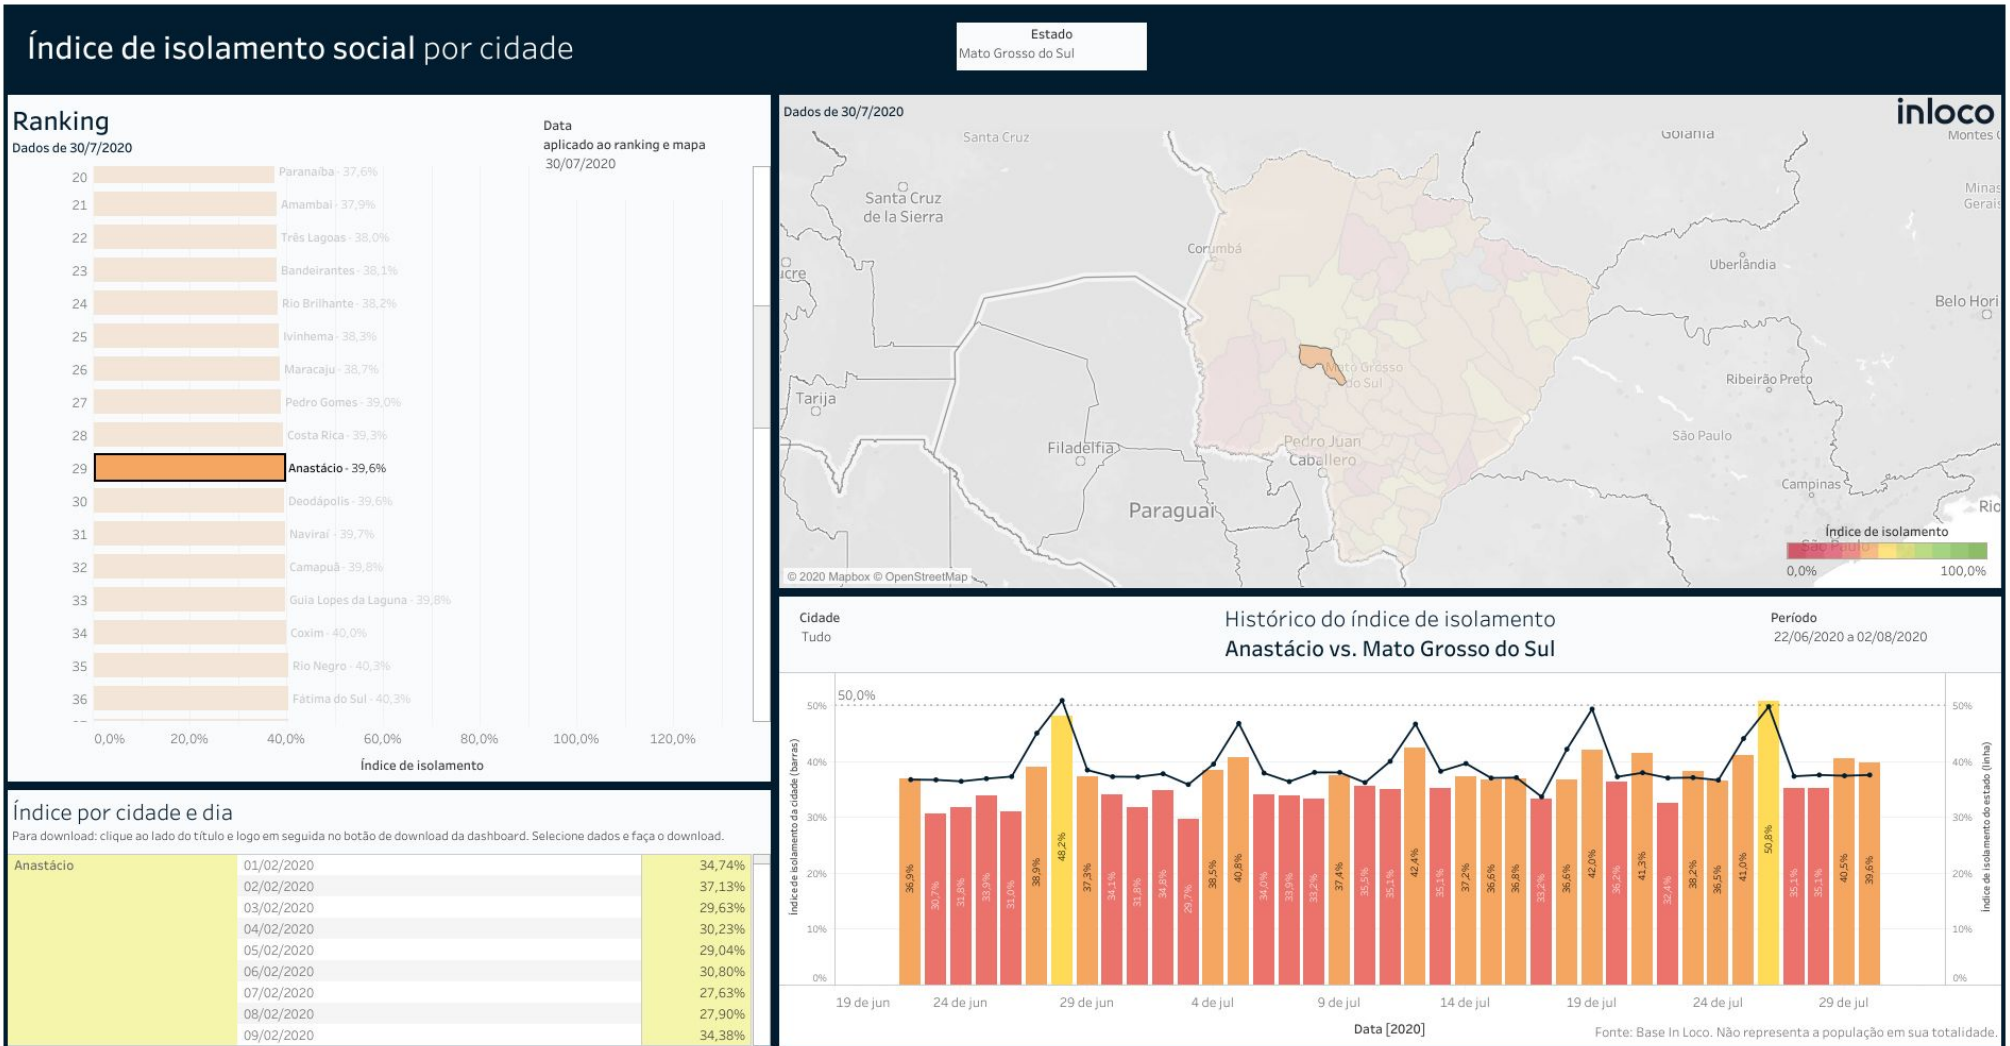 Índice de isolamento social por cidade
Estado
Mato Grosso do Sul
Ranking
Dados de 30/7/2020
Data
aplicado ao ranking e mapa
30/07/2020
20 Paranaíba - 37,6%
21 Amambai - 37,9%
22 Três Lagoas - 38,0%
23 Bandeirantes - 38,1%
24 Rio Brilhante - 38,2%
25 Ivinhema - 38,3%
26 Maracaju - 38,7%
27 Pedro Gomes - 39,0%
28 Costa Rica - 39,3%
29 Anastácio - 39,6%
30 Deodápolis - 39,6%
31 Naviraí - 39,7%
32 Camapuã - 39,8%
33 Guia Lopes da Laguna - 39,8%
34 Coxim - 40,0%
35 Rio Negro - 40,3%
36 Fátima do Sul - 40,3%
0,0% 20,0% 40,0% 60,0% 80,0% 100,0% 120,0%
Índice de isolamento
Índice por cidade e dia
Para download: clique ao lado do título e logo em seguida no botão de download da dashboard. Selecione dados e faça o download.
Anastácio 01/02/2020 34,74%
02/02/2020 37,13%
03/02/2020 29,63%
04/02/2020 30,23%
05/02/2020 29,04%
06/02/2020 30,80%
07/02/2020 27,63%
08/02/2020 27,90%
09/02/2020 34,38%
Dados de 30/7/2020
inloco
Santa Cruz
Goiânia
Montes
Santa Cruz
de la Sierra
Minas
Gerais
Corumbá
ucre
Uberlândia
Belo Hori
Mato Grosso
do Sul
Ribeirão Preto
Tarija
Filadelfia
Pedro Juan
Caballero
São Paulo
Campinas
Paraguai
Rio
Índice de isolamento
São Paulo
0,0% 100,0%
© 2020 Mapbox © OpenStreetMap
Cidade
Tudo
Histórico do índice de isolamento
Anastácio vs. Mato Grosso do Sul
Período
22/06/2020 a 02/08/2020
50,0%
50% 50%
40% 40%
30% 30%
20% 20%
10% 10%
0% 0%
Índice de isolamento da cidade (barras)
36,9% 30,7% 31,8% 33,9% 31,0% 38,9% 48,2% 37,3% 34,1% 31,8% 34,8% 29,7% 38,5% 40,8% 34,0% 33,9% 33,2% 37,4% 35,5% 35,1% 42,4% 35,1% 37,2% 36,6% 36,8% 33,2% 36,6% 42,0% 36,2% 41,3% 32,4% 38,2% 36,5% 41,0% 50,8% 35,1% 35,1% 40,5% 39,6%
Índice de isolamento do estado (linha)
19 de jun 24 de jun 29 de jun 4 de jul 9 de jul 14 de jul 19 de jul 24 de jul 29 de jul
Data [2020]
Fonte: Base In Loco. Não representa a população em sua totalidade.